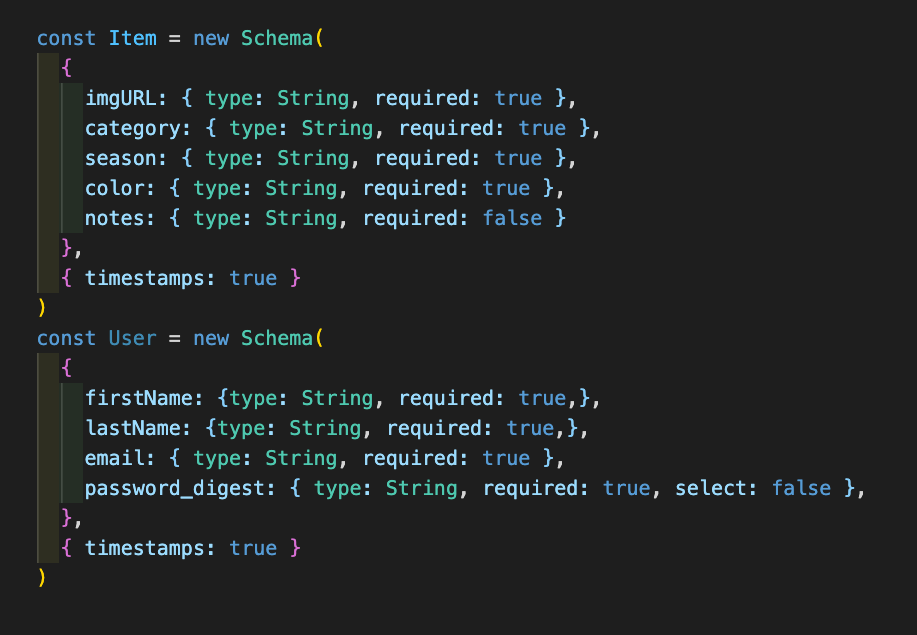 const Item = new Schema(
  {
    imgURL: { type: String, required: true },
    category: { type: String, required: true },
    season: { type: String, required: true },
    color: { type: String, required: true },
    notes: { type: String, required: false }
  },
  { timestamps: true }
)
const User = new Schema(
  {
    firstName: {type: String, required: true,},
    lastName: {type: String, required: true,},
    email: { type: String, required: true },
    password_digest: { type: String, required: true, select: false },
  },
  { timestamps: true }
)